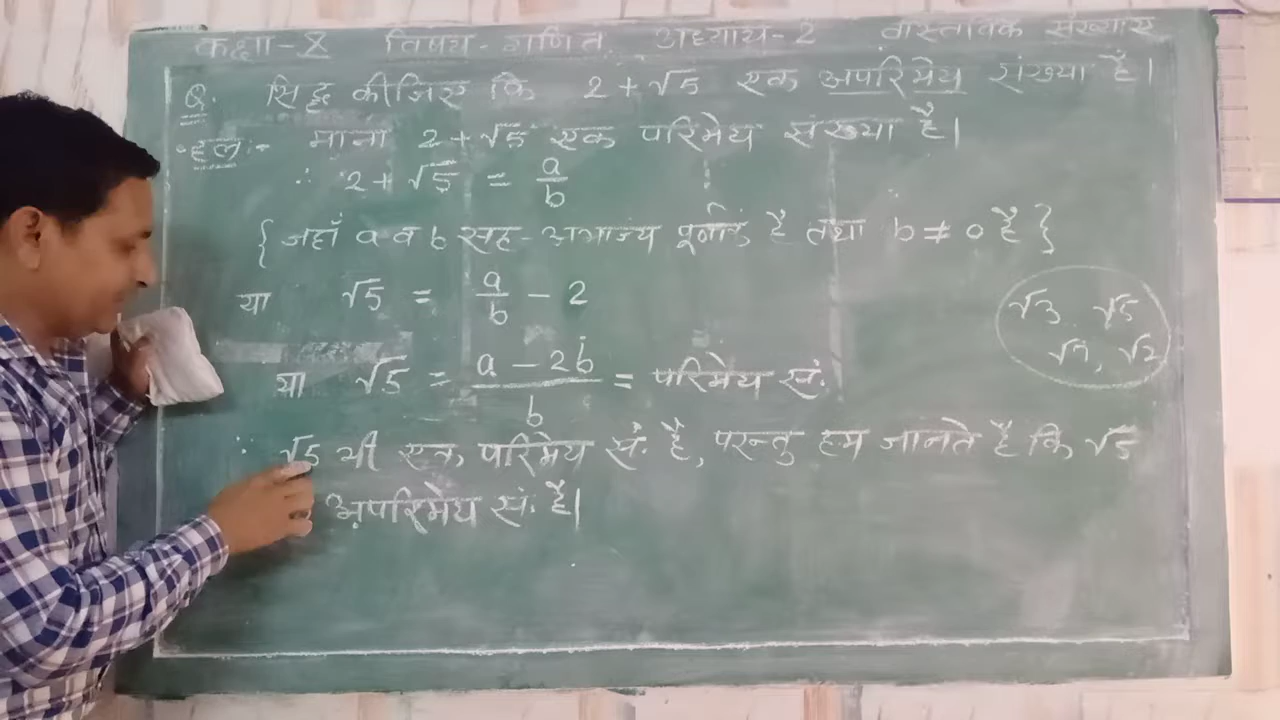 कक्षा-X विषय-गणित अध्याय-2 वास्तविक संख्याएँ
Q. सिद्ध कीजिए कि 2+√5 एक अपरिमेय संख्या है।
हल:- माना 2+√5 एक परिमेय संख्या है।
∴ 2+√5 = a/b
{जहाँ a व b सह-अभाज्य पूर्णांक है तथा b ≠ 0 है}
या √5 = a/b - 2
या √5 = (a - 2b)/b = परिमेय सं.
∵ √5 भी एक परिमेय सं. है, परन्तु हम जानते है कि √5
अपरिमेय सं. है।
√3 √5
√2